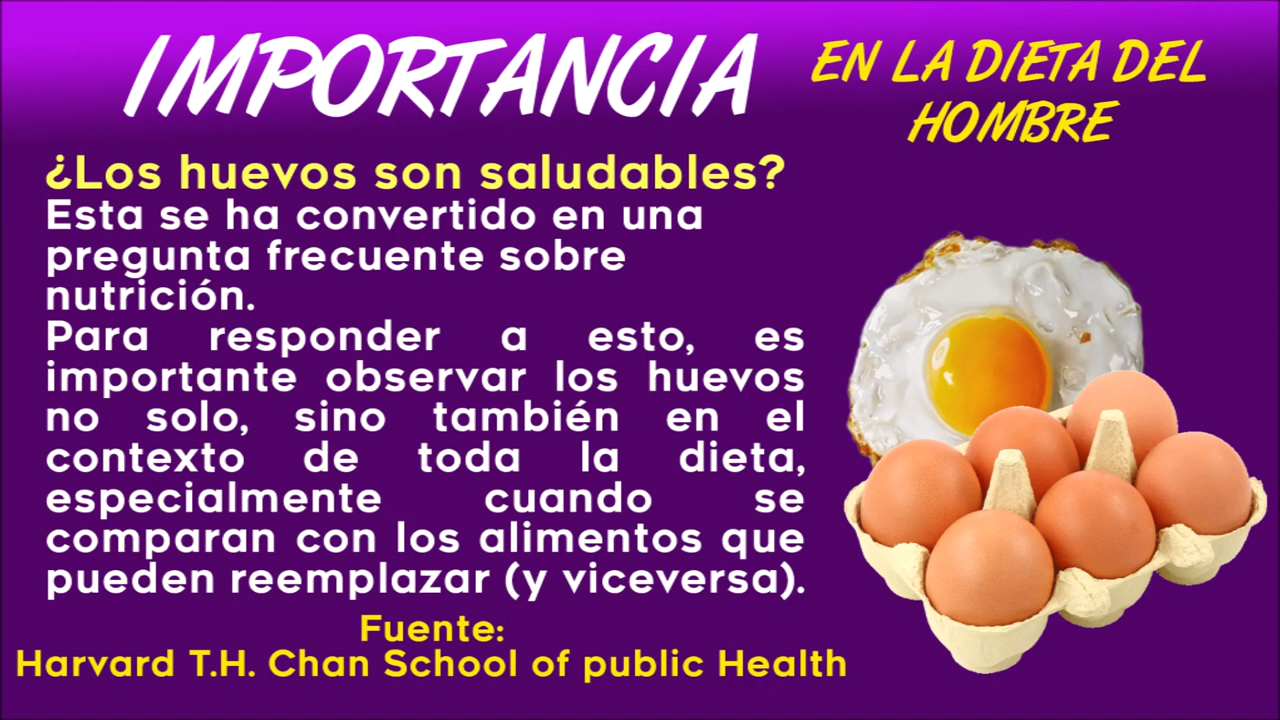 IMPORTANCIA
EN LA DIETA DEL
HOMBRE
¿Los huevos son saludables?
Esta se ha convertido en una
pregunta frecuente sobre
nutrición.
Para responder a esto, es
importante observar los huevos
no solo, sino también en el
contexto de toda la dieta,
especialmente cuando se
comparan con los alimentos que
pueden reemplazar (y viceversa).
Fuente:
Harvard T.H. Chan School of public Health